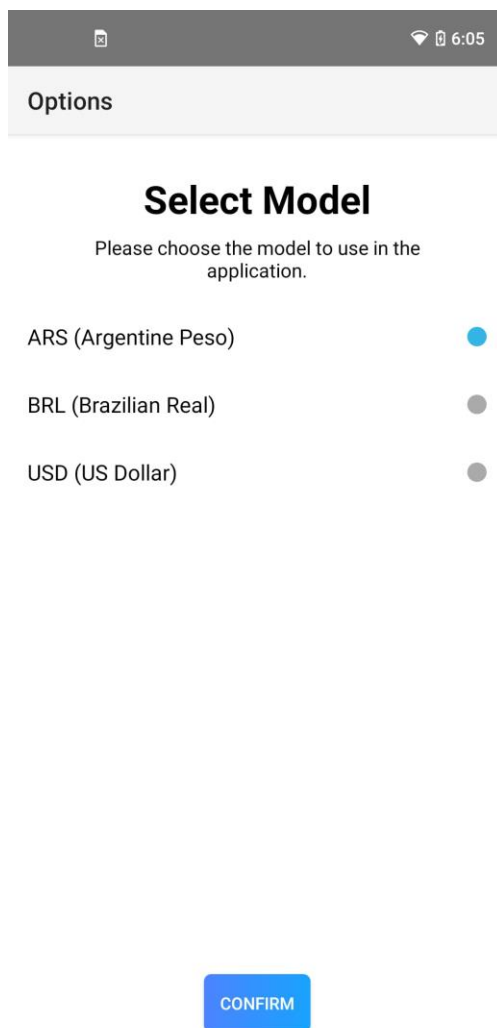 6:05
Options
Select Model
Please choose the model to use in the
application.
ARS (Argentine Peso)
BRL (Brazilian Real)
USD (US Dollar)
CONFIRM